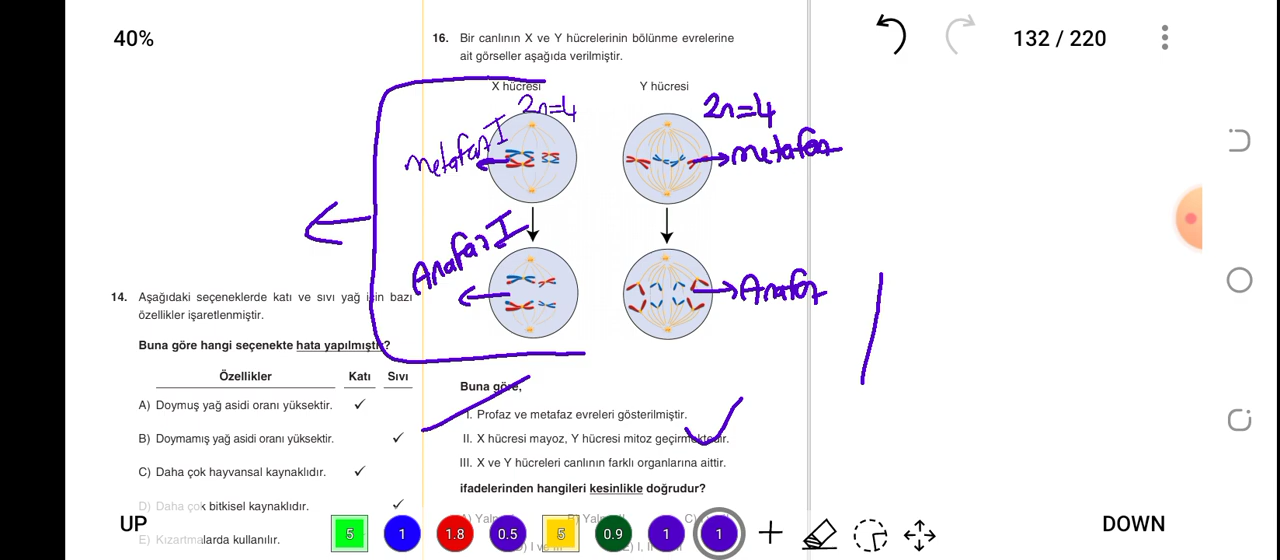 40%
132 / 220
16. Bir canlının X ve Y hücrelerinin bölünme evrelerine
ait görseller aşağıda verilmiştir.
X hücresi
Y hücresi
2n=4
2n=4
Metafaz I
Metafaz
Anafaz I
Anafaz
14. Aşağıdaki seçeneklerde katı ve sıvı yağ için bazı
özellikler işaretlenmiştir.
Buna göre hangi seçenekte hata yapılmıştır?
Özellikler Katı Sıvı
A) Doymuş yağ asidi oranı yüksektir. ✓
B) Doymamış yağ asidi oranı yüksektir. ✓
C) Daha çok hayvansal kaynaklıdır. ✓
D) Daha çok bitkisel kaynaklıdır. ✓
E) Kızartmalarda kullanılır.
Buna göre,
I. Profaz ve metafaz evreleri gösterilmiştir.
II. X hücresi mayoz, Y hücresi mitoz geçirmektedir.
III. X ve Y hücreleri canlının farklı organlarına aittir.
ifadelerinden hangileri kesinlikle doğrudur?
UP
5 1 1.8 0.5 5 0.9 1 1
DOWN